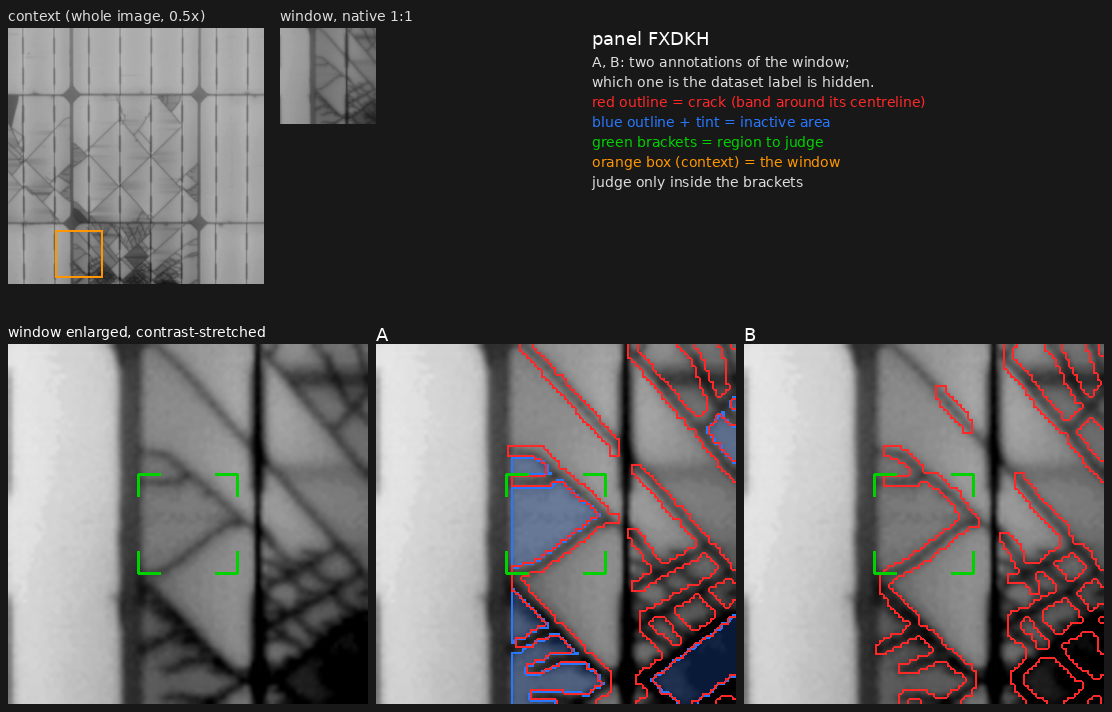 context (whole image, 0.5x)
window, native 1:1
panel FXDKH
A, B: two annotations of the window;
which one is the dataset label is hidden.
red outline = crack (band around its centreline)
blue outline + tint = inactive area
green brackets = region to judge
orange box (context) = the window
judge only inside the brackets
window enlarged, contrast-stretched
A
B